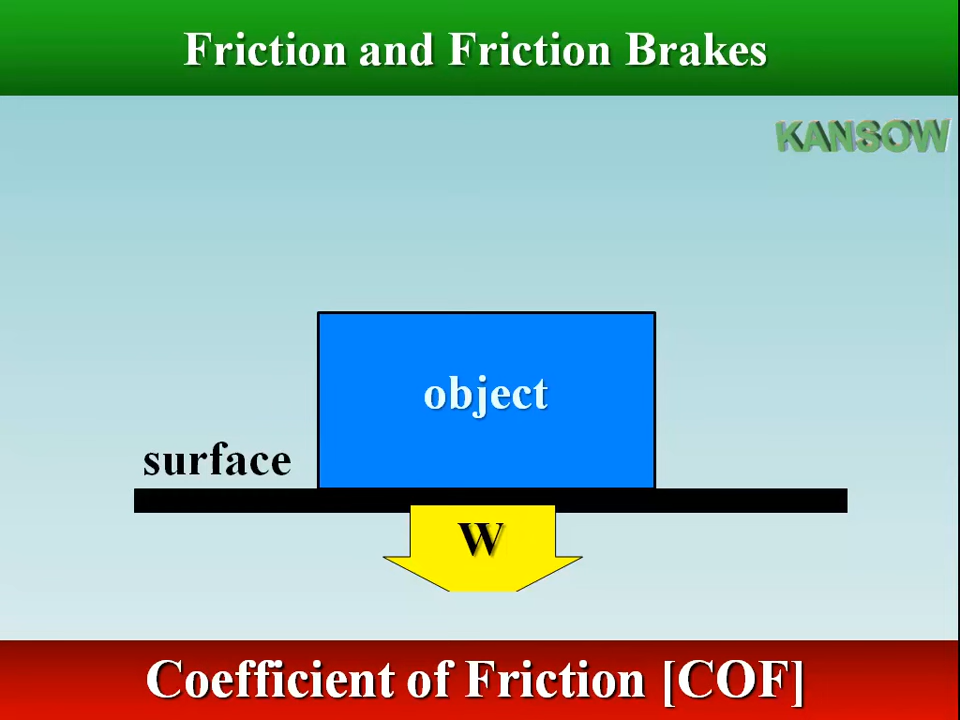 Friction and Friction Brakes
KANSOW
object
surface
W
Coefficient of Friction [COF]